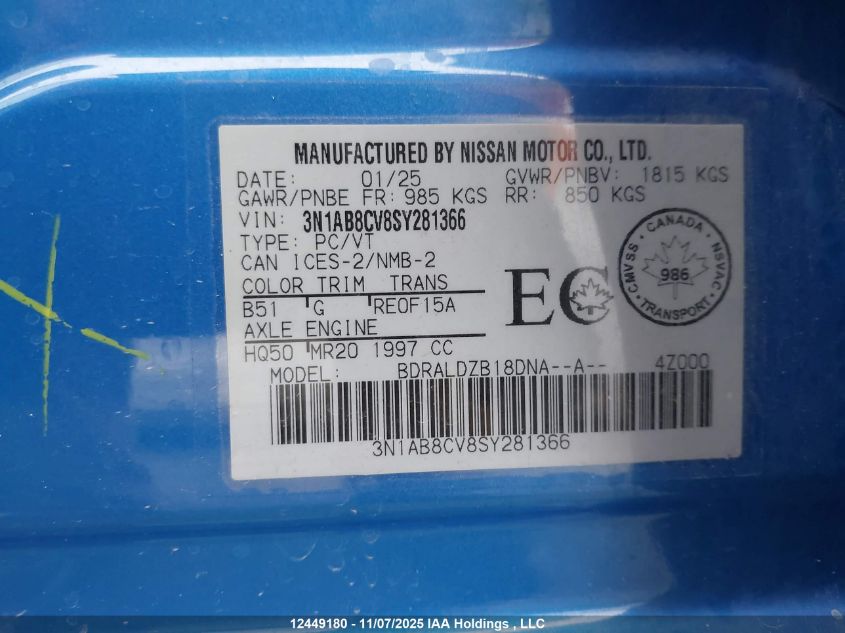 MANUFACTURED BY NISSAN MOTOR CO., LTD.
DATE: 01/25 GVWR/PNBV: 1815 KGS
GAWR/PNBE FR: 985 KGS RR: 850 KGS
VIN: 3N1AB8CV8SY281366
TYPE: PC/VT
CAN ICES-2/NMB-2
COLOR TRIM TRANS
B51 G RE0F15A
AXLE ENGINE
HQ50 MR20 1997 CC
EC
CANADA
CMVSS 986 NSVAC
TRANSPORT
MODEL: BDRALDZB18DNA--A-- 4Z000
3N1AB8CV8SY281366
12449180 - 11/07/2025 IAA Holdings , LLC